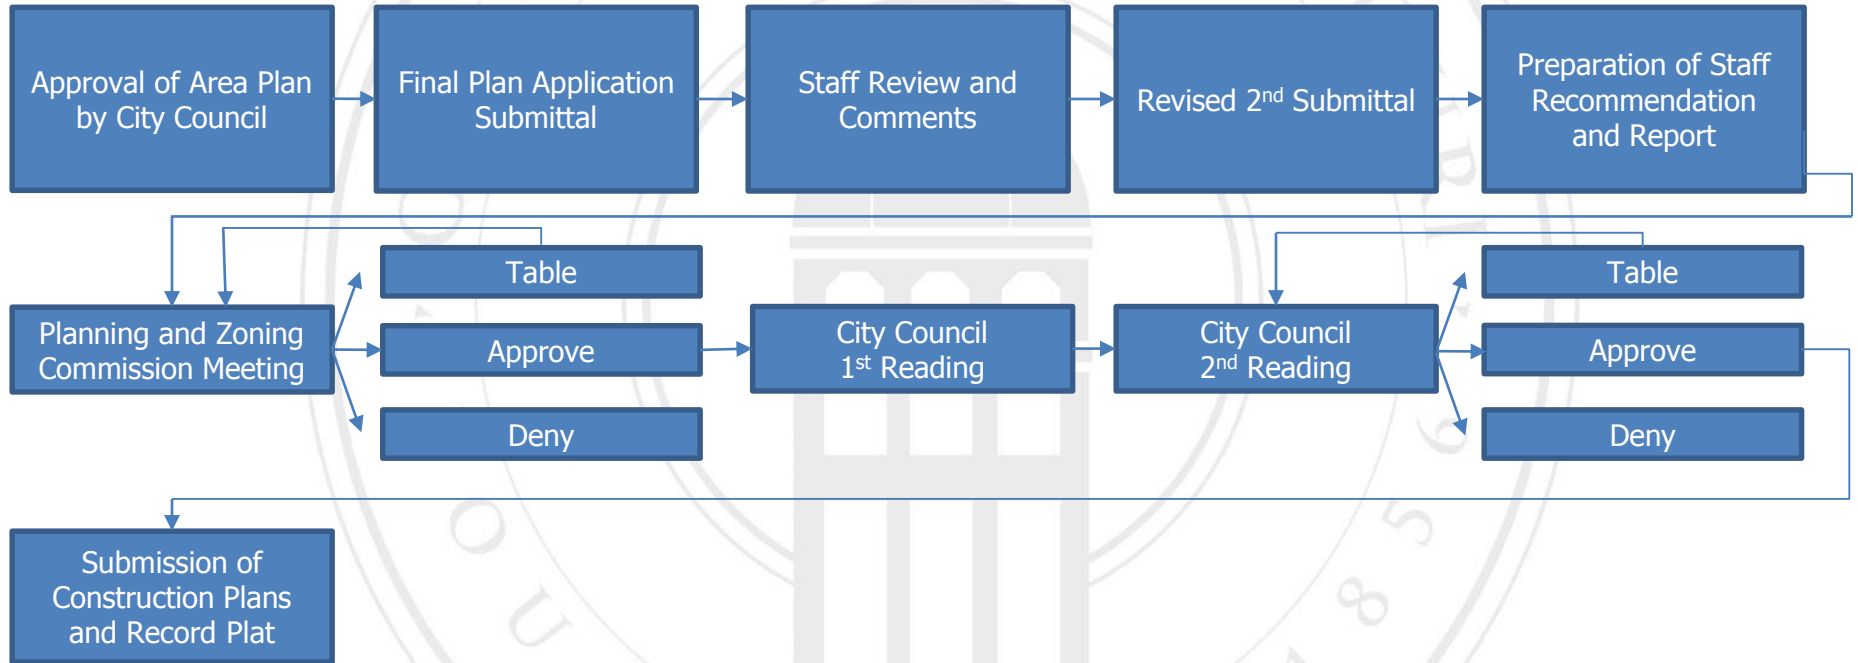 Approval of Area Plan
by City Council
Final Plan Application
Submittal
Staff Review and
Comments
Revised 2nd Submittal
Preparation of Staff
Recommendation
and Report
Planning and Zoning
Commission Meeting
Table
Approve
Deny
City Council
1st Reading
City Council
2nd Reading
Table
Approve
Deny
Submission of
Construction Plans
and Record Plat